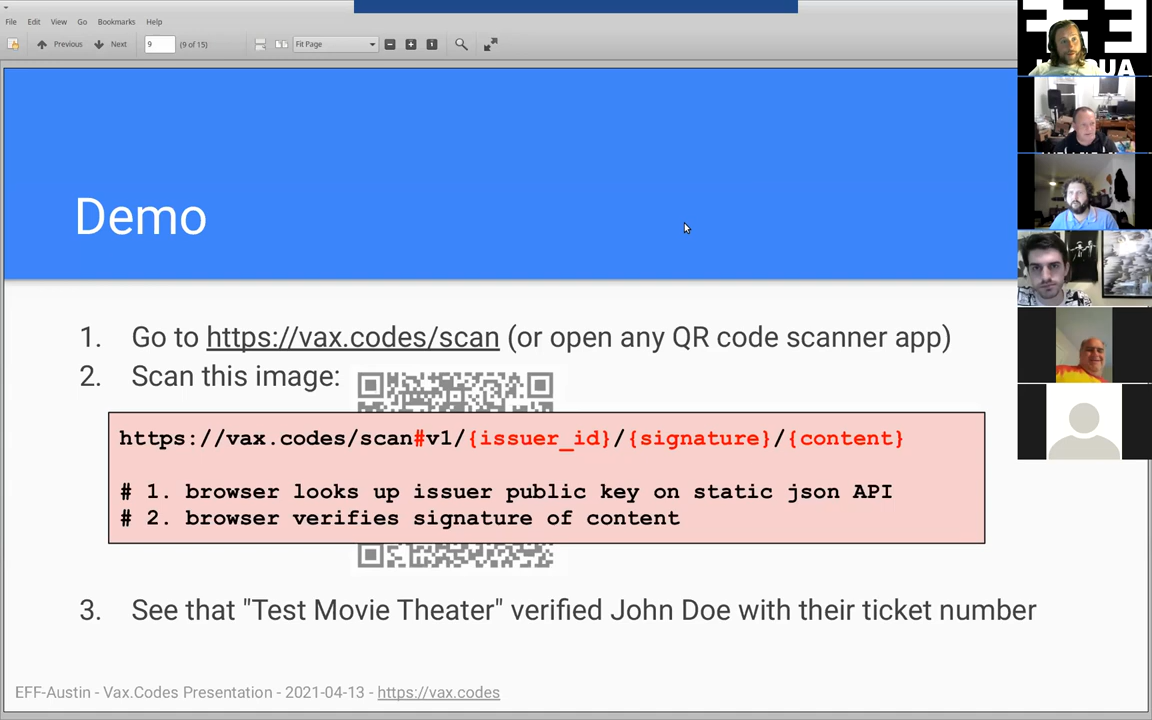 File Edit View Go Bookmarks Help
Previous Next 9 (9 of 15) Fit Page
Demo
1. Go to https://vax.codes/scan (or open any QR code scanner app)
2. Scan this image:
https://vax.codes/scan#v1/{issuer_id}/{signature}/{content}
# 1. browser looks up issuer public key on static json API
# 2. browser verifies signature of content
3. See that "Test Movie Theater" verified John Doe with their ticket number
EFF-Austin - Vax.Codes Presentation - 2021-04-13 - https://vax.codes